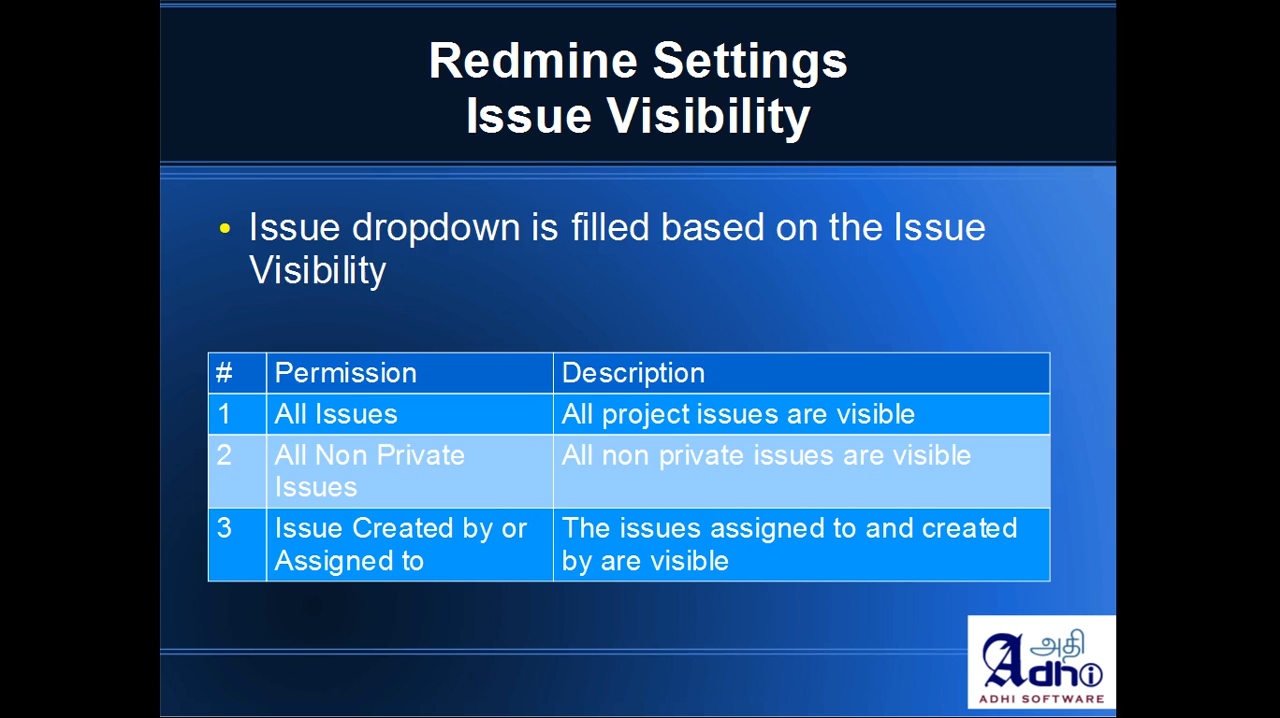 Redmine Settings
Issue Visibility
• Issue dropdown is filled based on the Issue
Visibility
# Permission Description
1 All Issues All project issues are visible
2 All Non Private All non private issues are visible
Issues
3 Issue Created by or The issues assigned to and created
Assigned to by are visible
அதி
Adhi
ADHI SOFTWARE